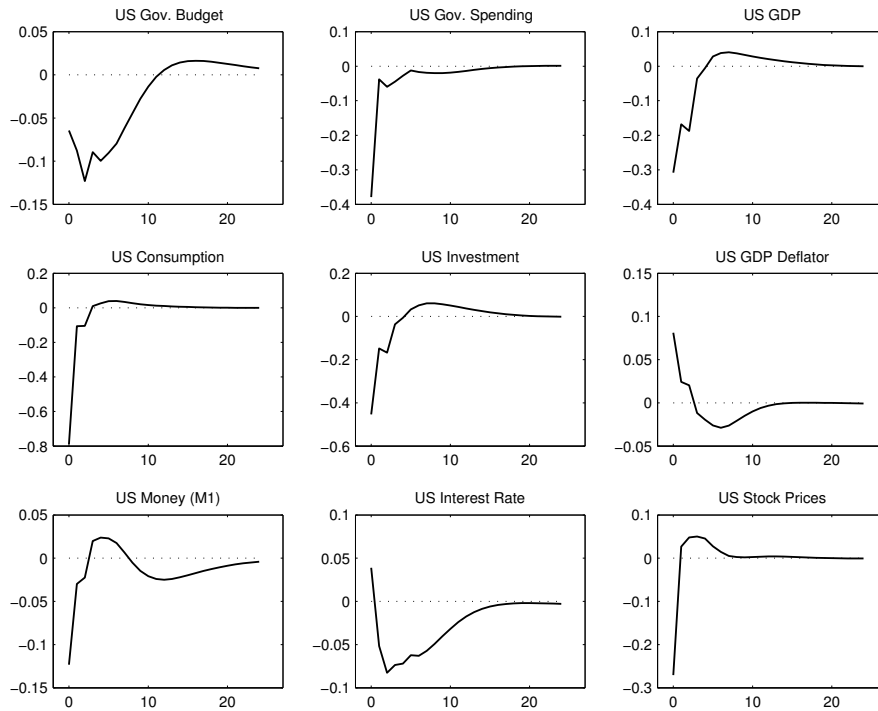 US Gov. Budget
0.05
0
−0.05
−0.1
−0.15
0 10 20
US Gov. Spending
0.1
0
−0.1
−0.2
−0.3
−0.4
0 10 20
US GDP
0.1
0
−0.1
−0.2
−0.3
−0.4
0 10 20
US Consumption
0.2
0
−0.2
−0.4
−0.6
−0.8
0 10 20
US Investment
0.2
0
−0.2
−0.4
−0.6
0 10 20
US GDP Deflator
0.15
0.1
0.05
0
−0.05
0 10 20
US Money (M1)
0.05
0
−0.05
−0.1
−0.15
0 10 20
US Interest Rate
0.1
0.05
0
−0.05
−0.1
0 10 20
US Stock Prices
0.1
0
−0.1
−0.2
−0.3
0 10 20